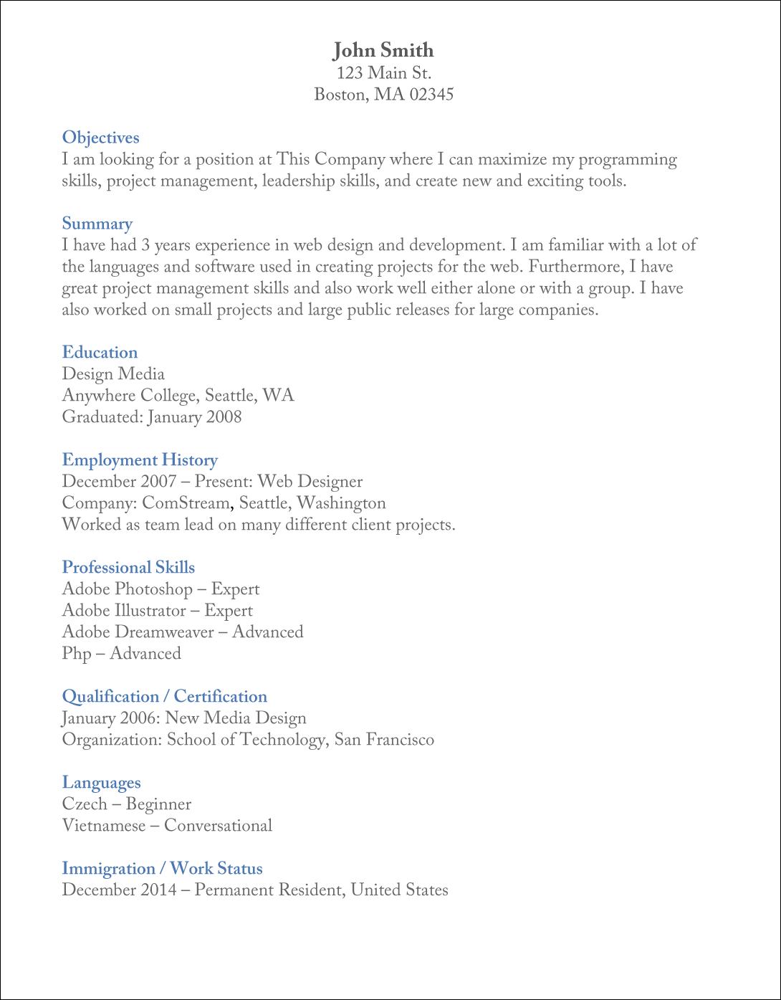 John Smith
123 Main St.
Boston, MA 02345
Objectives
I am looking for a position at This Company where I can maximize my programming
skills, project management, leadership skills, and create new and exciting tools.
Summary
I have had 3 years experience in web design and development. I am familiar with a lot of
the languages and software used in creating projects for the web. Furthermore, I have
great project management skills and also work well either alone or with a group. I have
also worked on small projects and large public releases for large companies.
Education
Design Media
Anywhere College, Seattle, WA
Graduated: January 2008
Employment History
December 2007 – Present: Web Designer
Company: ComStream, Seattle, Washington
Worked as team lead on many different client projects.
Professional Skills
Adobe Photoshop – Expert
Adobe Illustrator – Expert
Adobe Dreamweaver – Advanced
Php – Advanced
Qualification / Certification
January 2006: New Media Design
Organization: School of Technology, San Francisco
Languages
Czech – Beginner
Vietnamese – Conversational
Immigration / Work Status
December 2014 – Permanent Resident, United States